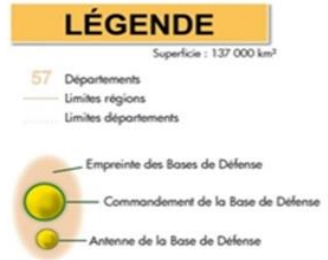 LÉGENDE
Superficie : 137 000 km²
57 Départements
Limites régions
Limites départements
Empreinte des Bases de Défense
Commandement de la Base de Défense
Antenne de la Base de Défense